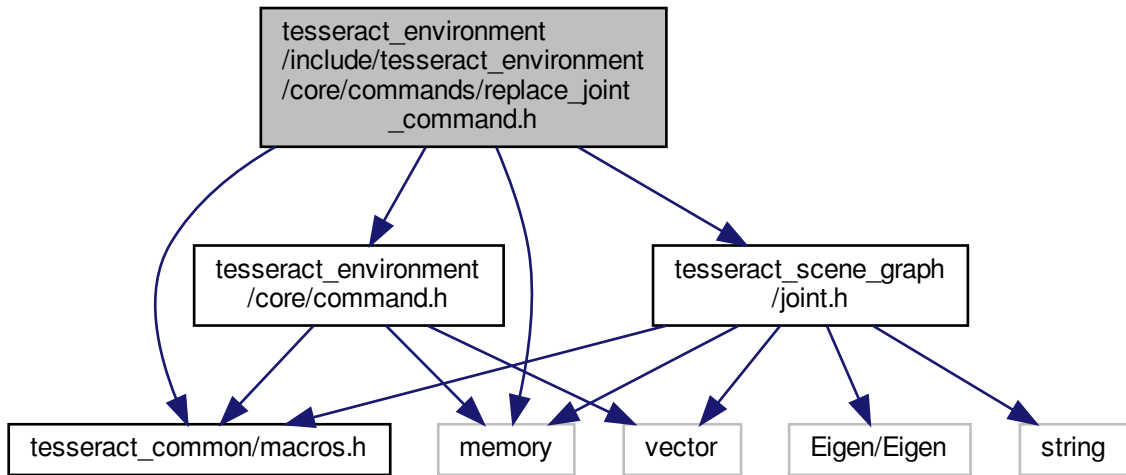 tesseract_environment
/include/tesseract_environment
/core/commands/replace_joint
_command.h
tesseract_environment
/core/command.h
tesseract_scene_graph
/joint.h
tesseract_common/macros.h
memory
vector
Eigen/Eigen
string